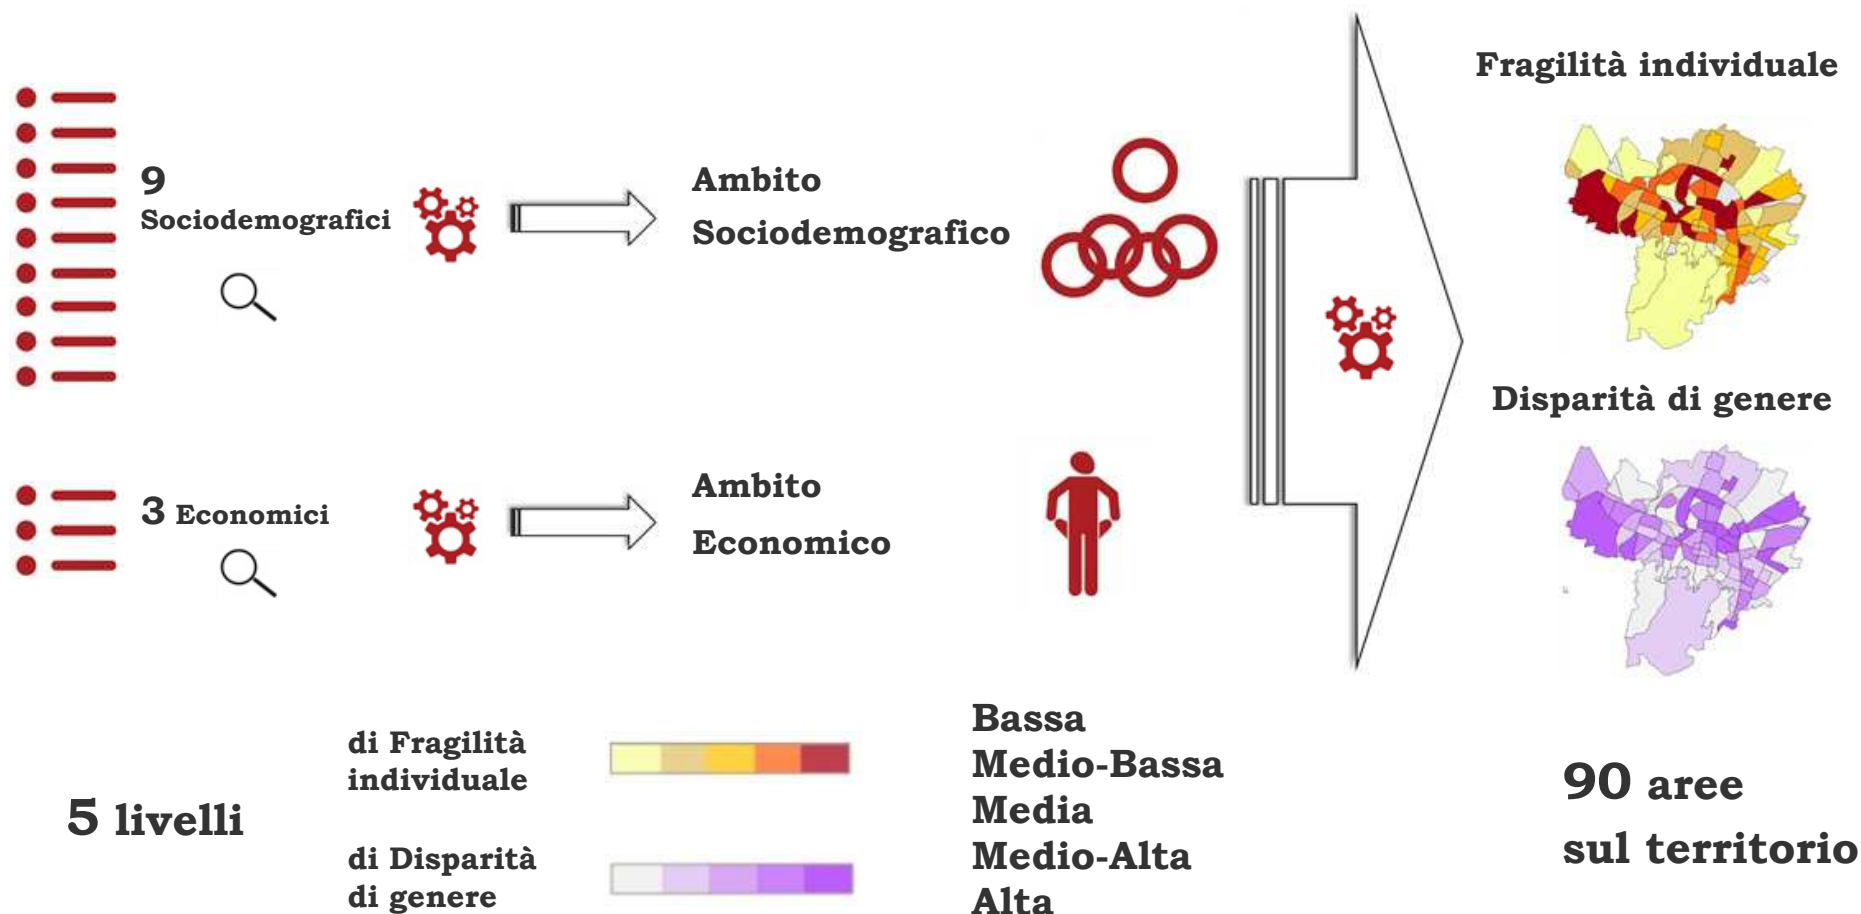 9
Sociodemografici
Ambito
Sociodemografico
Fragilità individuale
3 Economici
Ambito
Economico
Disparità di genere
5 livelli
di Fragilità
individuale
di Disparità
di genere
Bassa
Medio-Bassa
Media
Medio-Alta
Alta
90 aree
sul territorio